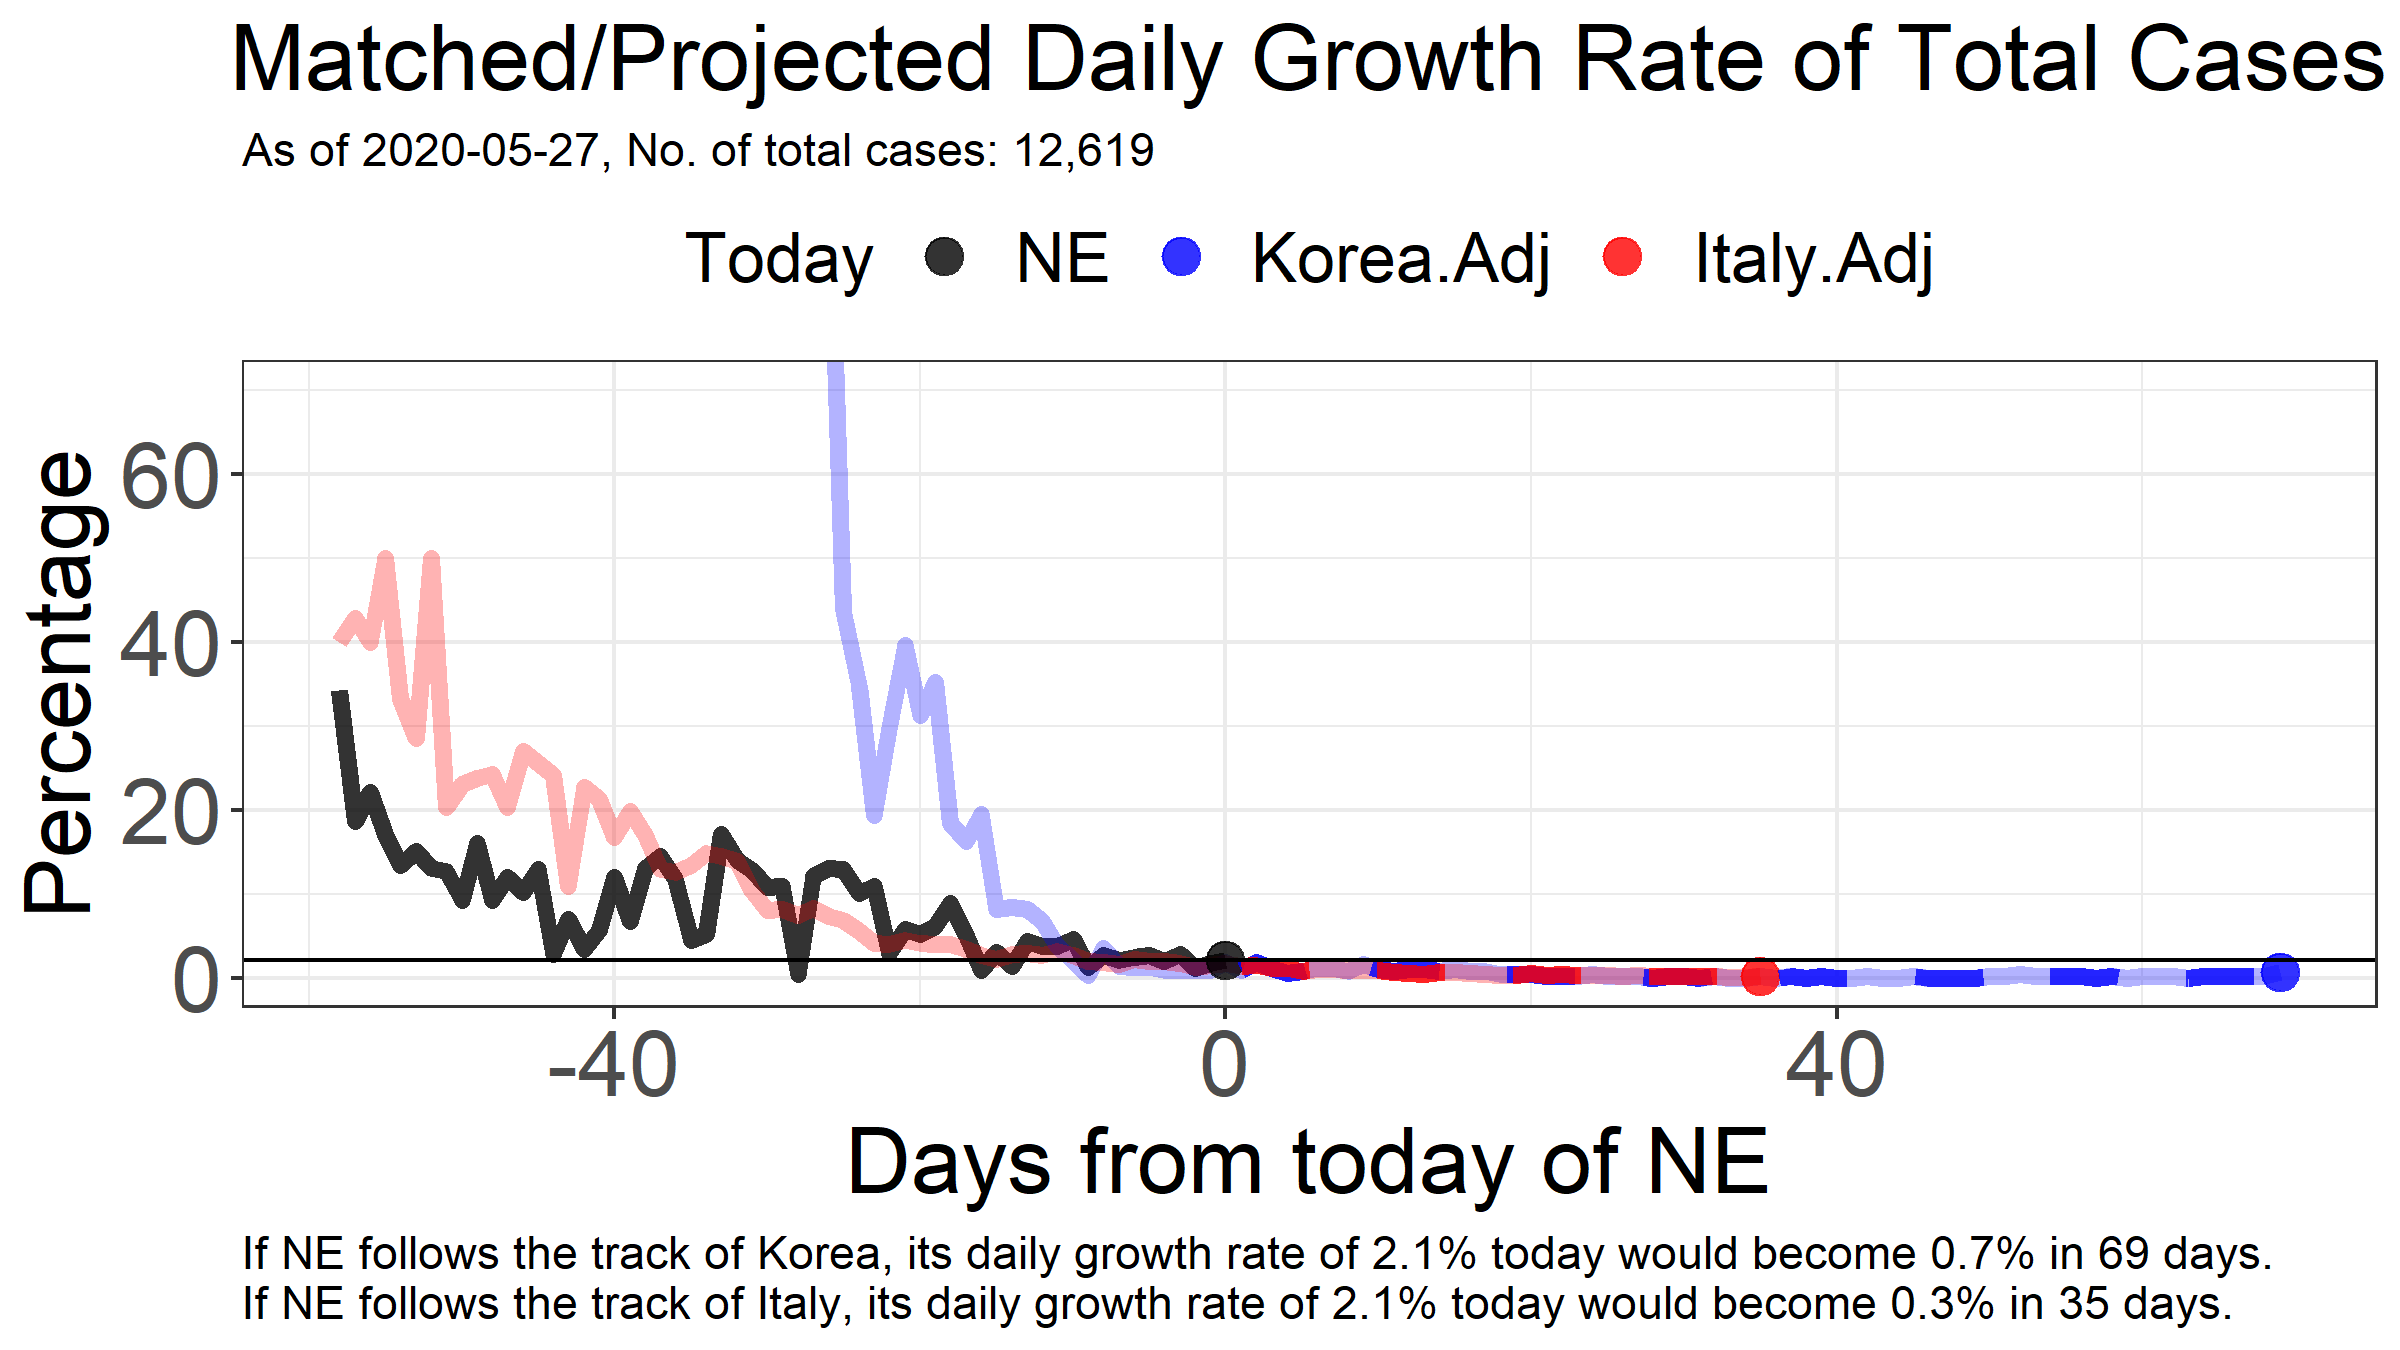 Matched/Projected Daily Growth Rate of Total Cases
As of 2020-05-27, No. of total cases: 12,619
Today NE Korea.Adj Italy.Adj
Percentage
60
40
20
0
-40 0 40
Days from today of NE
If NE follows the track of Korea, its daily growth rate of 2.1% today would become 0.7% in 69 days.
If NE follows the track of Italy, its daily growth rate of 2.1% today would become 0.3% in 35 days.